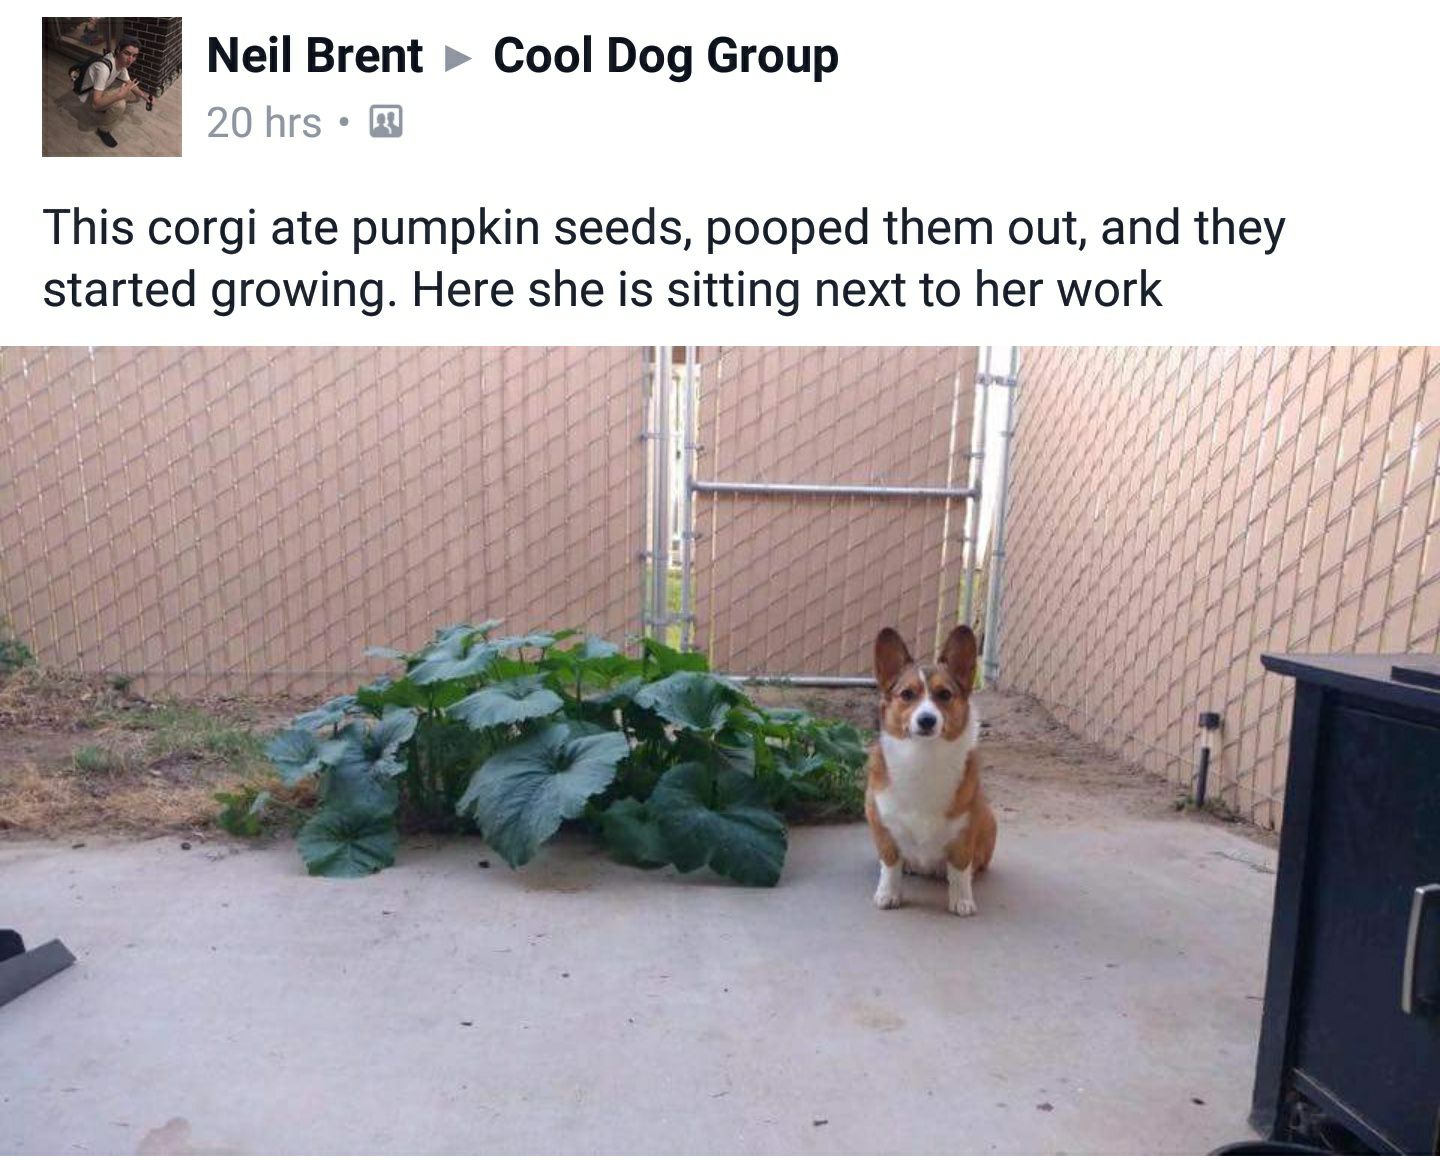 Neil Brent ▶ Cool Dog Group
20 hrs •
This corgi ate pumpkin seeds, pooped them out, and they
started growing. Here she is sitting next to her work